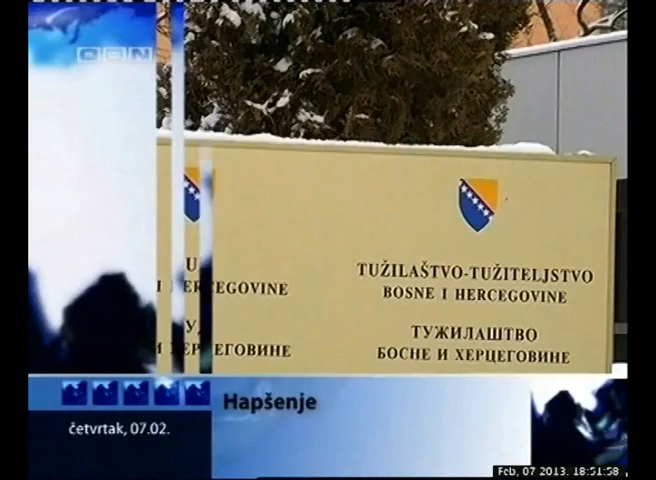 OBN
U
I HERCEGOVINE
И ХЕРЦЕГОВИНЕ
TUŽILAŠTVO-TUŽITELJSTVO
BOSNE I HERCEGOVINE
ТУЖИЛАШТВО
БОСНЕ И ХЕРЦЕГОВИНЕ
Hapšenje
četvrtak, 07.02.
Feb, 07 2013. 18:51:58